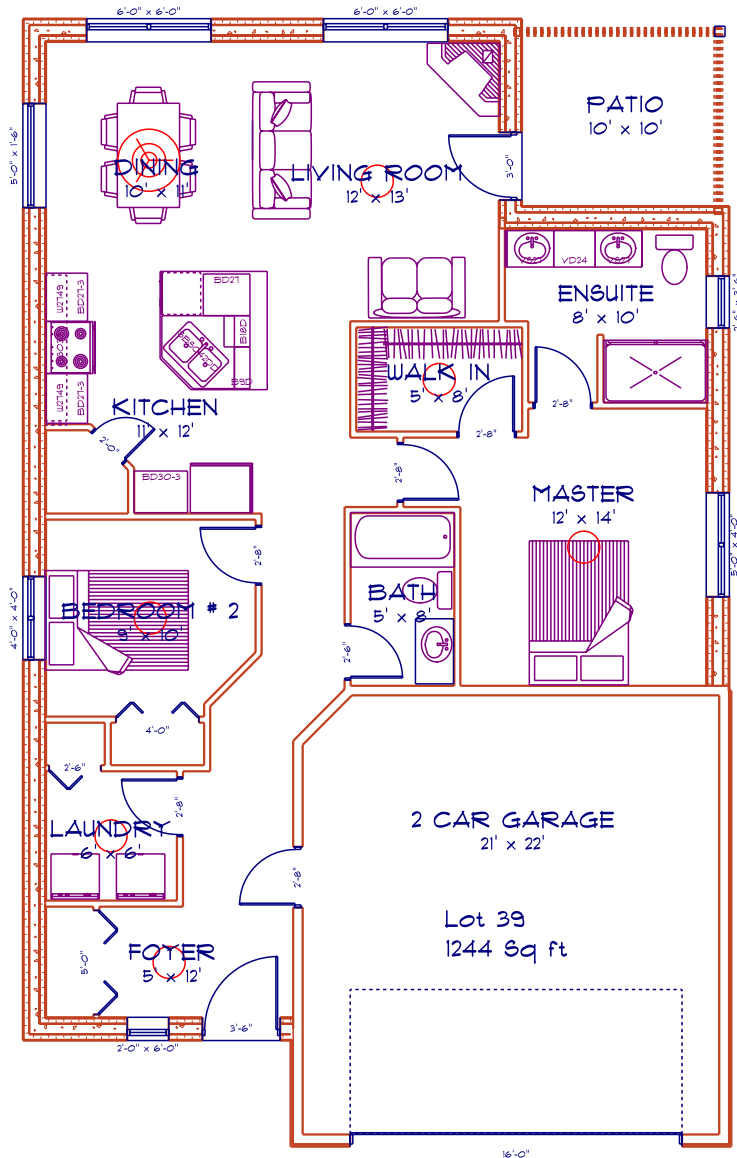 6'-0" x 6'-0"
6'-0" x 6'-0"
5'-0" x 1'-6"
PATIO
10' x 10'
DINING
10' x 11'
LIVING ROOM
12' x 13'
3'-0"
VD24
ENSUITE
8' x 10'
W2749
BD27-3
BD27
B18D
B9D
W2749
BD27-3
WALK IN
5' x 8'
2'-8"
2'-8"
KITCHEN
11' x 12'
2'-0"
BD30-3
2'-8"
MASTER
12' x 14'
5'-0" x 4'-0"
2'-8"
4'-0" x 4'-0"
BEDROOM # 2
9' x 10'
BATH
5' x 8'
2'-6"
4'-0"
2'-6"
2'-8"
LAUNDRY
6' x 6'
2 CAR GARAGE
21' x 22'
2'-8"
Lot 39
1244 Sq ft
FOYER
5' x 12'
5'-0"
3'-6"
2'-0" x 6'-0"
16'-0"